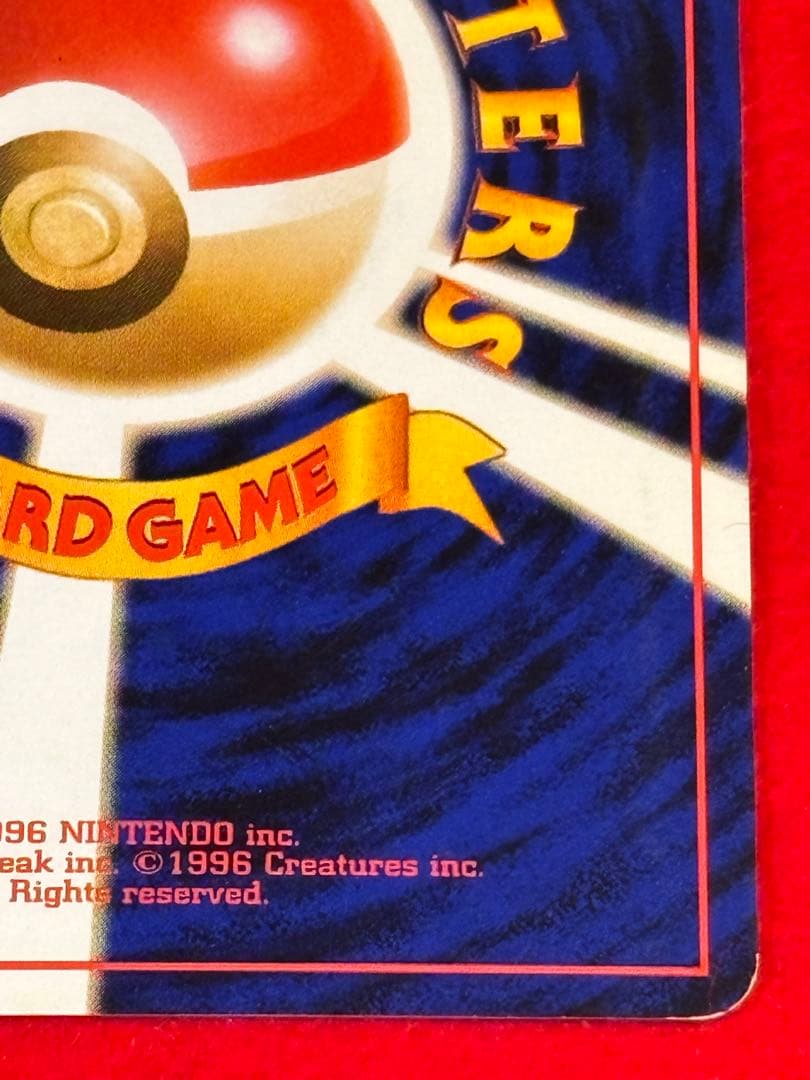 TERS
RD GAME
996 NINTENDO inc.
eak inc. ©1996 Creatures inc.
Rights reserved.